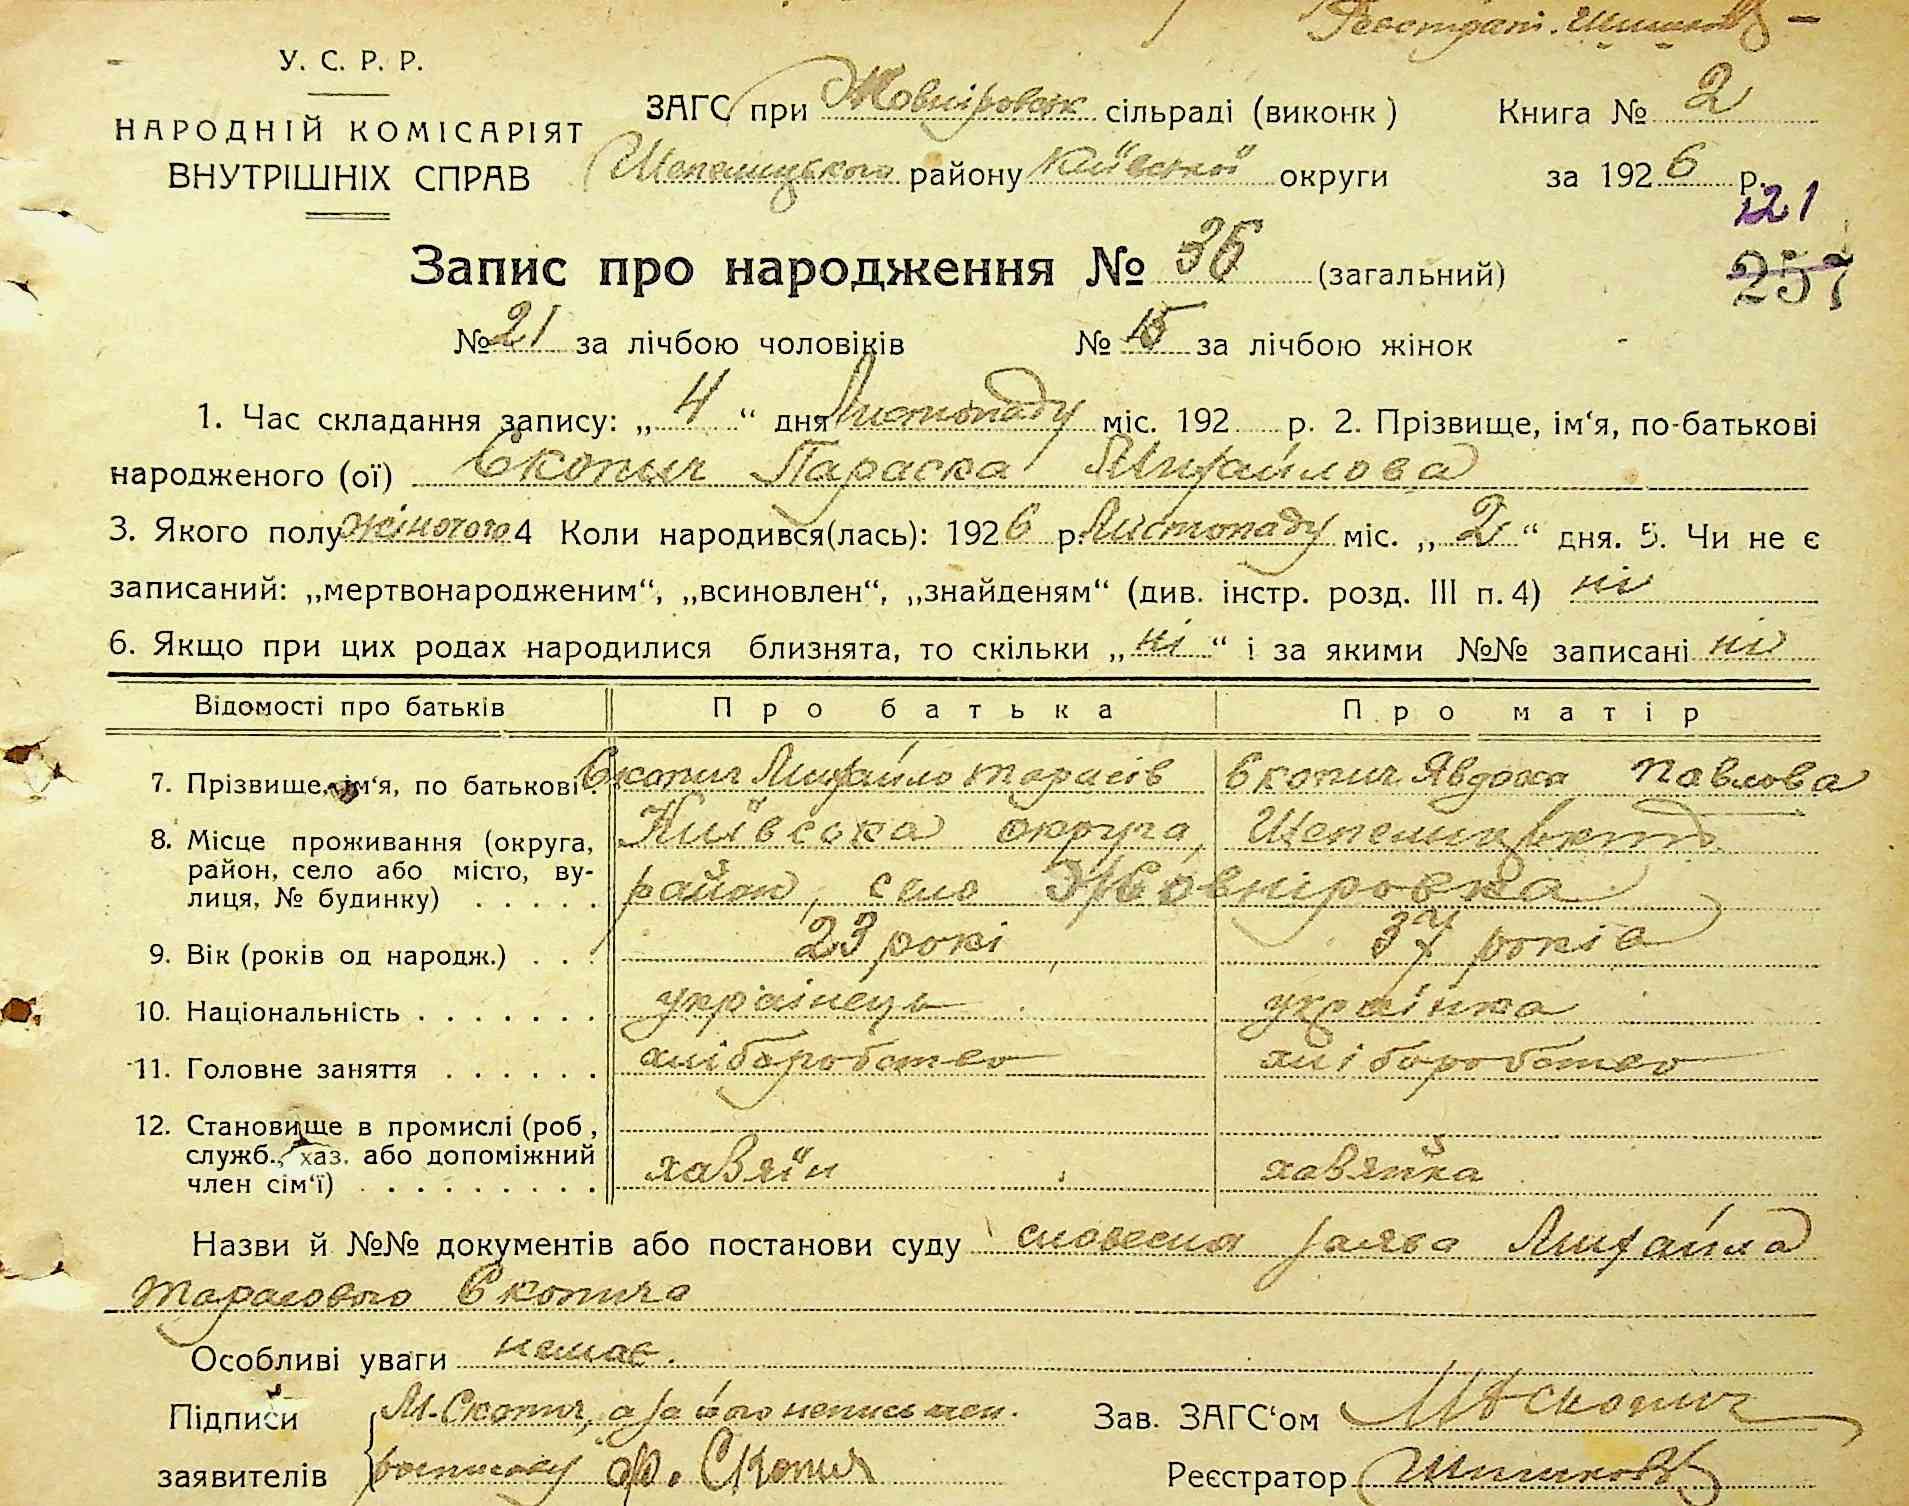 Реєстрат. Шишков
У. С. Р. Р.
НАРОДНІЙ КОМІСАРІЯТ
ВНУТРІШНІХ СПРАВ
ЗАГС при Жовніровськ сільраді (виконк)
Шепелицького району Київської округи
Книга № 2
за 1926 р.
121
257
Запис про народження № 36 (загальний)
№ 21 за лічбою чоловіків № 15 за лічбою жінок
1. Час складання запису: „4“ дня Листопаду міс. 192 р. 2. Прізвище, ім‘я, по-батькові
народженого (ої) Скопич Параска Михайлова
3. Якого полу жіночого 4 Коли народився(лась): 1926 р. Листопаду міс. „2“ дня. 5. Чи не є
записаний: „мертвонародженим“, „всиновлен“, „знайденям“ (див. інстр. розд. III п. 4) ні
6. Якщо при цих родах народилися близнята, то скільки „ні“ і за якими №№ записані ні
Відомості про батьків Про батька Про матір
7. Прізвище, ім‘я, по батькові . Скопич Михайло Тарасів Скопич Явдоха Павлова
8. Місце проживання (округа, район, село або місто, вулиця, № будинку) . . . . .
Київська округа, Шепелицький
район, село Жовніровка
9. Вік (років од народж.) . . . 23 рокі 37 років
10. Національність . . . . . . . українець українка
11. Головне заняття . . . . . . хліборобство хліборобство
12. Становище в промислі (роб, служб., хаз. або допоміжний член сім‘ї) . . . . . . . . .
хазяїн хазяйка
Назви й №№ документів або постанови суду словесна заява Михайла
Тарасового Скопича
Особливі уваги немає.
Підписи М. Скопич, а за його неписьмен.
заявителів росписався Ф. Скопич
Зав. ЗАГС‘ом Скопич
Реєстратор Шишков